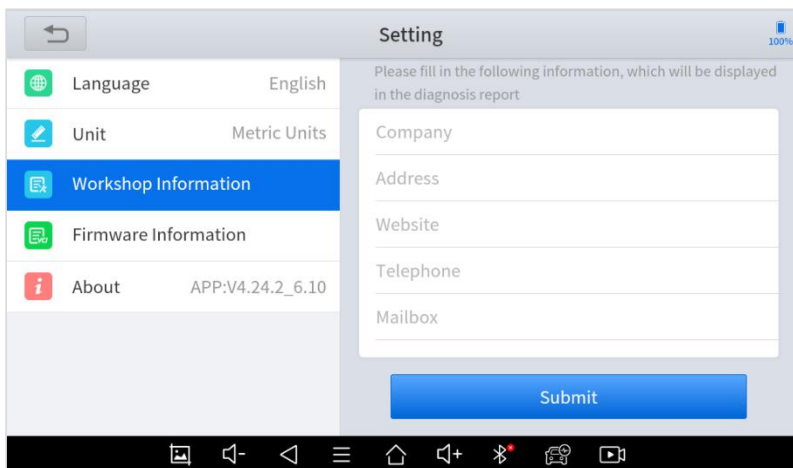 Setting
100%
Language English
Unit Metric Units
Workshop Information
Firmware Information
About APP:V4.24.2_6.10
Please fill in the following information, which will be displayed
in the diagnosis report
Company
Address
Website
Telephone
Mailbox
Submit